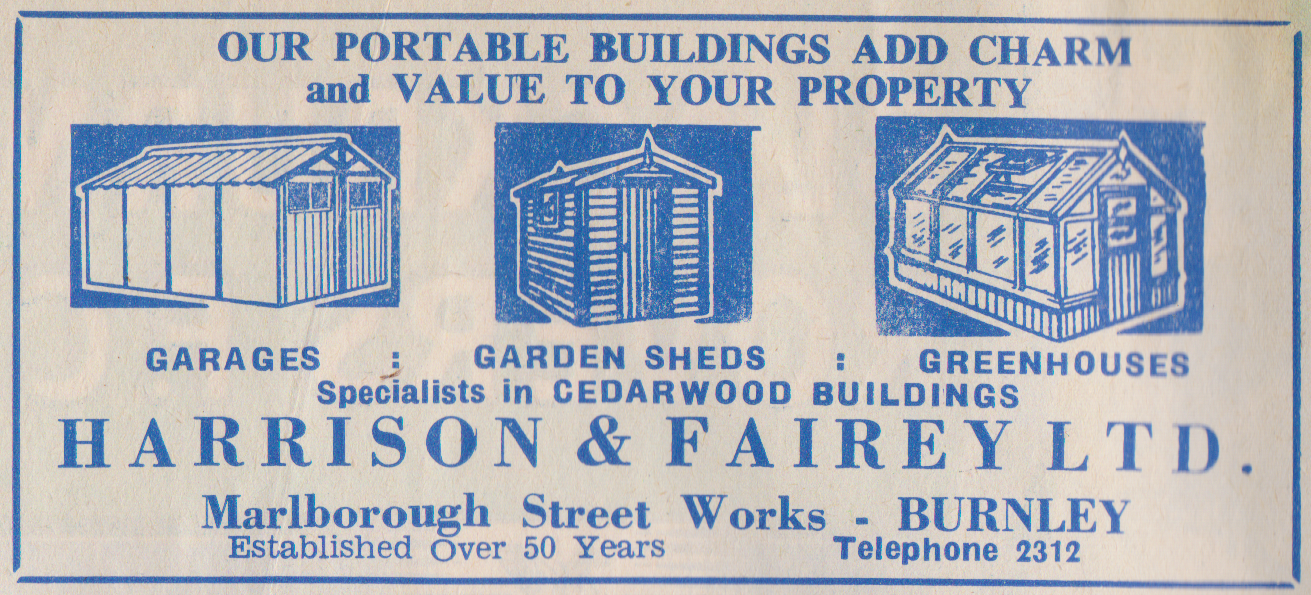 OUR PORTABLE BUILDINGS ADD CHARM
and VALUE TO YOUR PROPERTY
GARAGES : GARDEN SHEDS : GREENHOUSES
Specialists in CEDARWOOD BUILDINGS
HARRISON & FAIREY LTD.
Marlborough Street Works - BURNLEY
Established Over 50 Years Telephone 2312